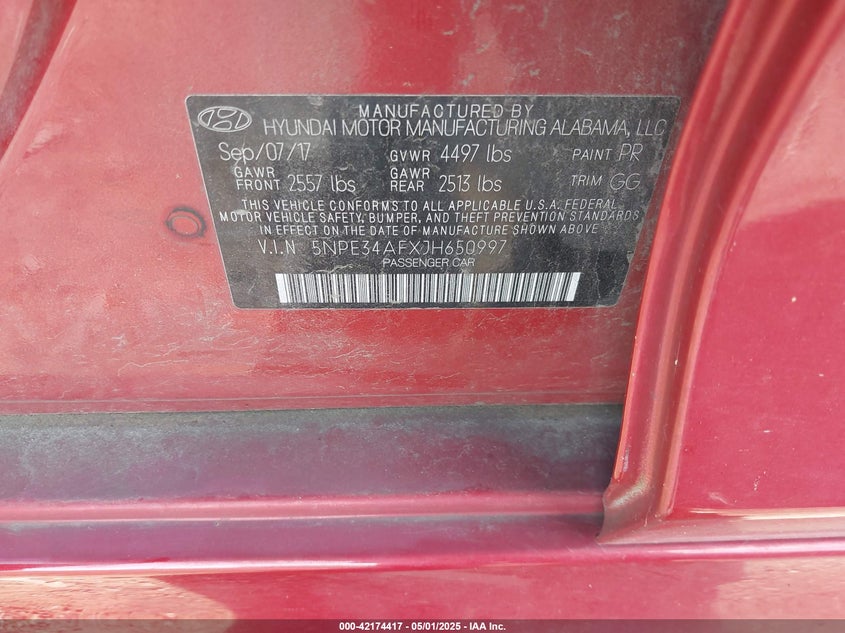 MANUFACTURED BY
HYUNDAI MOTOR MANUFACTURING ALABAMA, LLC
Sep/07/17 GVWR 4497 lbs PAINT PR
GAWR FRONT 2557 lbs GAWR REAR 2513 lbs TRIM GG
THIS VEHICLE CONFORMS TO ALL APPLICABLE U.S.A. FEDERAL
MOTOR VEHICLE SAFETY, BUMPER, AND THEFT PREVENTION STANDARDS
IN EFFECT ON THE DATE OF MANUFACTURE SHOWN ABOVE.
V.I.N 5NPE34AFXJH650997
PASSENGER CAR
000-42174417 - 05/01/2025 - IAA Inc.